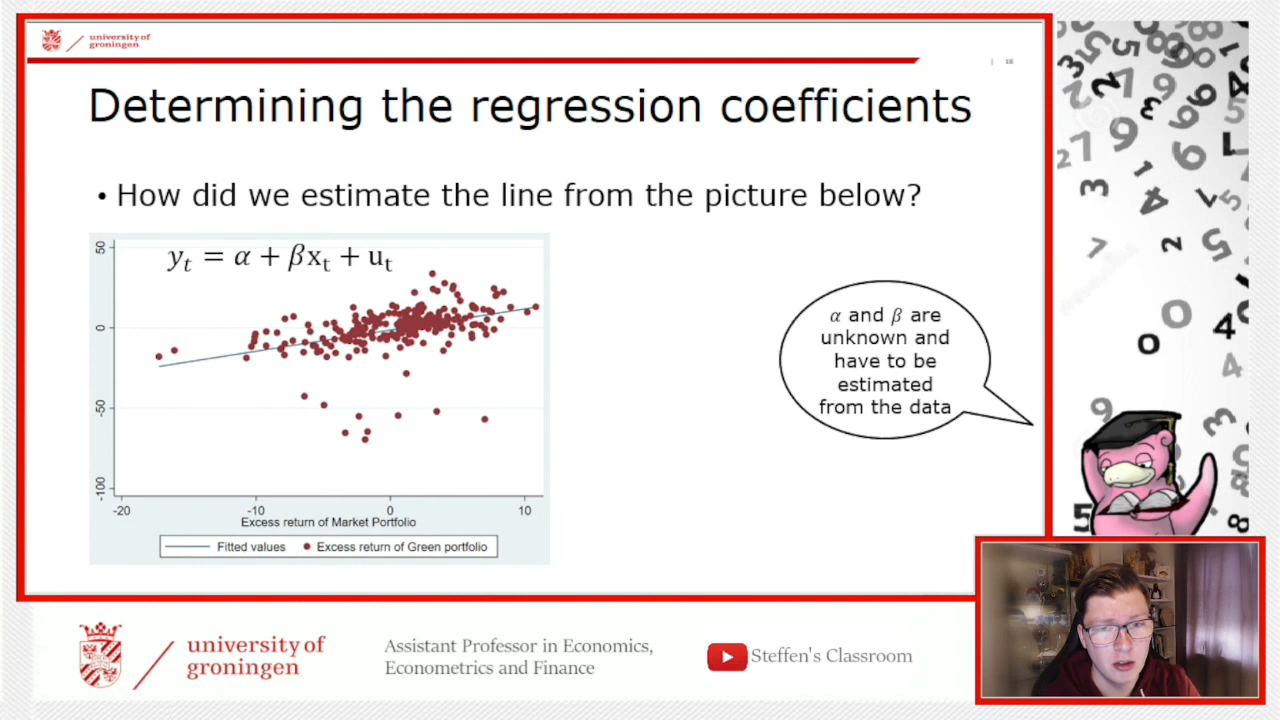 university of
groningen
| 10
Determining the regression coefficients
• How did we estimate the line from the picture below?
yₜ = α + βxₜ + uₜ
50
0
-50
-100
-20 -10 0 10
Excess return of Market Portfolio
Fitted values Excess return of Green portfolio
α and β are
unknown and
have to be
estimated
from the data
university of
groningen
Assistant Professor in Economics,
Econometrics and Finance
Steffen's Classroom